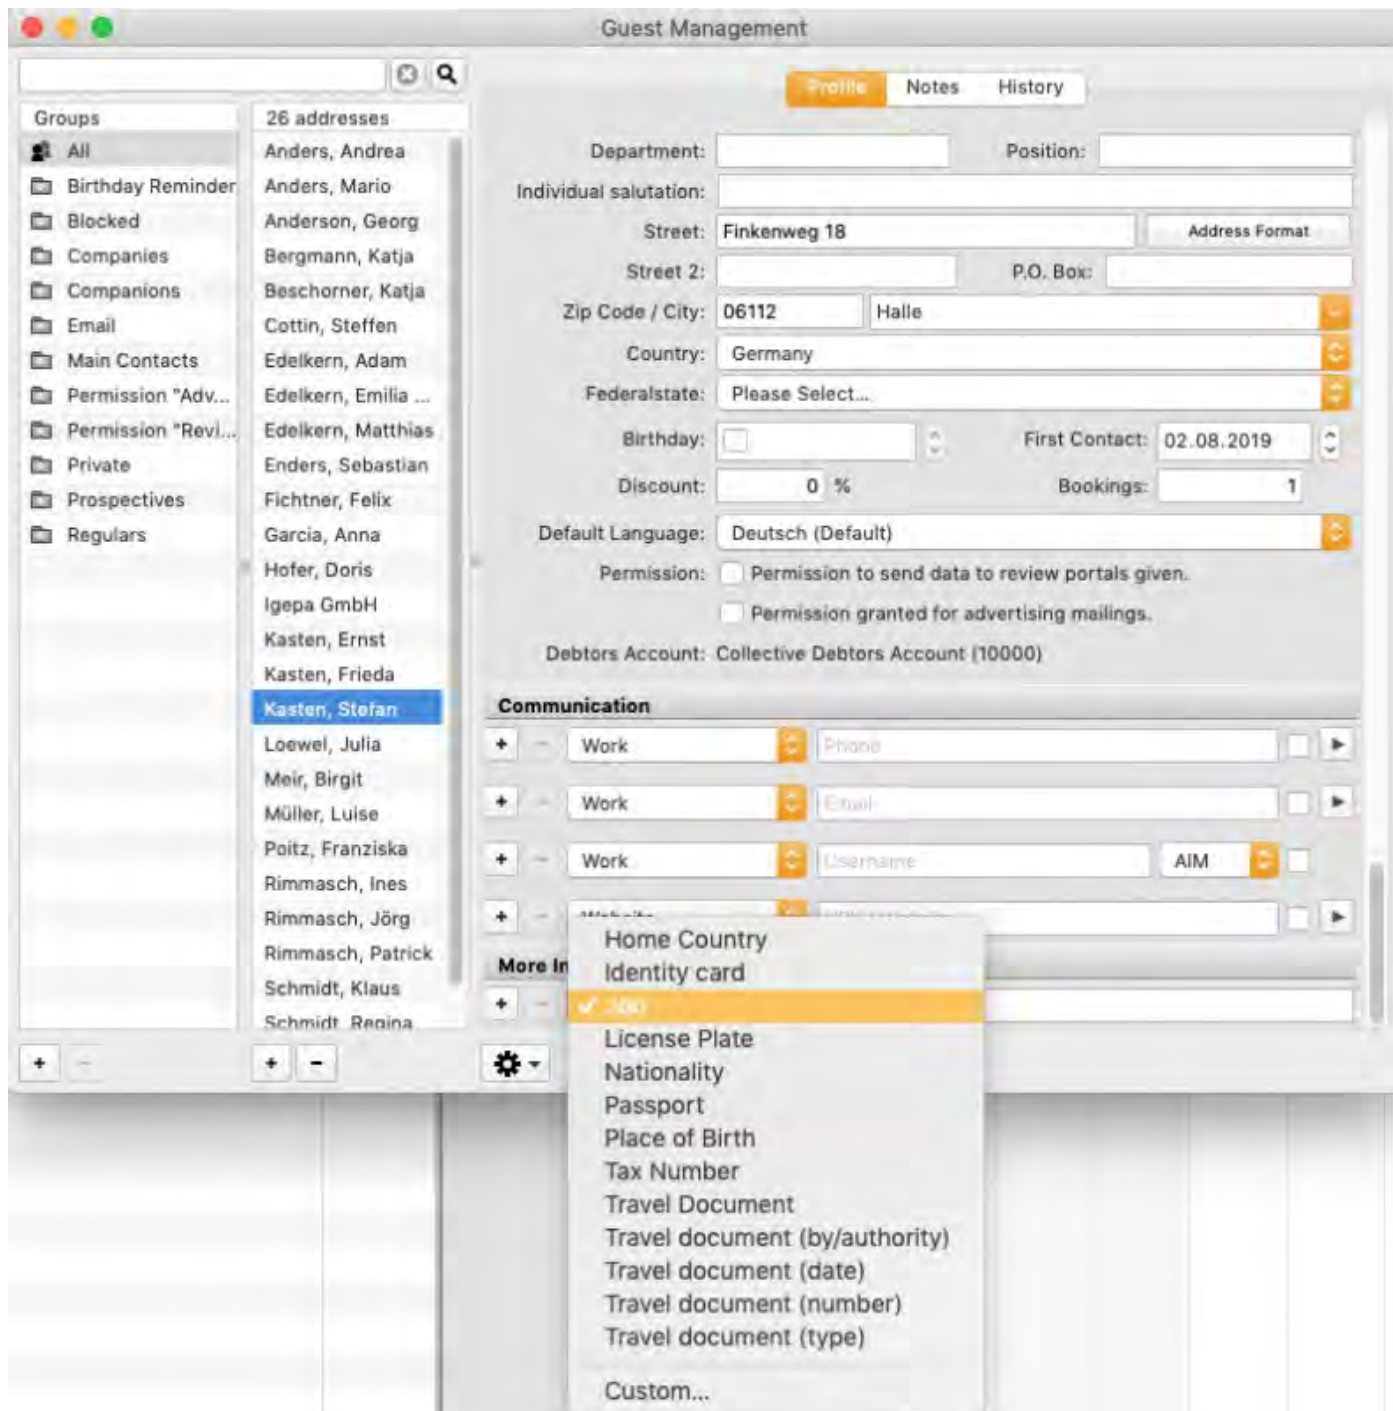 Guest Management
Profile Notes History
Groups
All
Birthday Reminder
Blocked
Companies
Companions
Email
Main Contacts
Permission "Adv...
Permission "Revi...
Private
Prospectives
Regulars
26 addresses
Anders, Andrea
Anders, Mario
Anderson, Georg
Bergmann, Katja
Beschorner, Katja
Cottin, Steffen
Edelkern, Adam
Edelkern, Emilia ...
Edelkern, Matthias
Enders, Sebastian
Fichtner, Felix
Garcia, Anna
Hofer, Doris
Igepa GmbH
Kasten, Ernst
Kasten, Frieda
Kasten, Stefan
Loewel, Julia
Meir, Birgit
Müller, Luise
Poitz, Franziska
Rimmasch, Ines
Rimmasch, Jörg
Rimmasch, Patrick
Schmidt, Klaus
Schmidt, Regina
Department: Position:
Individual salutation:
Street: Finkenweg 18 Address Format
Street 2: P.O. Box:
Zip Code / City: 06112 Halle
Country: Germany
Federalstate: Please Select...
Birthday: First Contact: 02.08.2019
Discount: 0 % Bookings: 1
Default Language: Deutsch (Default)
Permission: Permission to send data to review portals given.
Permission granted for advertising mailings.
Debtors Account: Collective Debtors Account (10000)
Communication
Work Phone
Work Email
Work Username AIM
Website
More In
Home Country
Identity card
License Plate
Nationality
Passport
Place of Birth
Tax Number
Travel Document
Travel document (by/authority)
Travel document (date)
Travel document (number)
Travel document (type)
Custom...